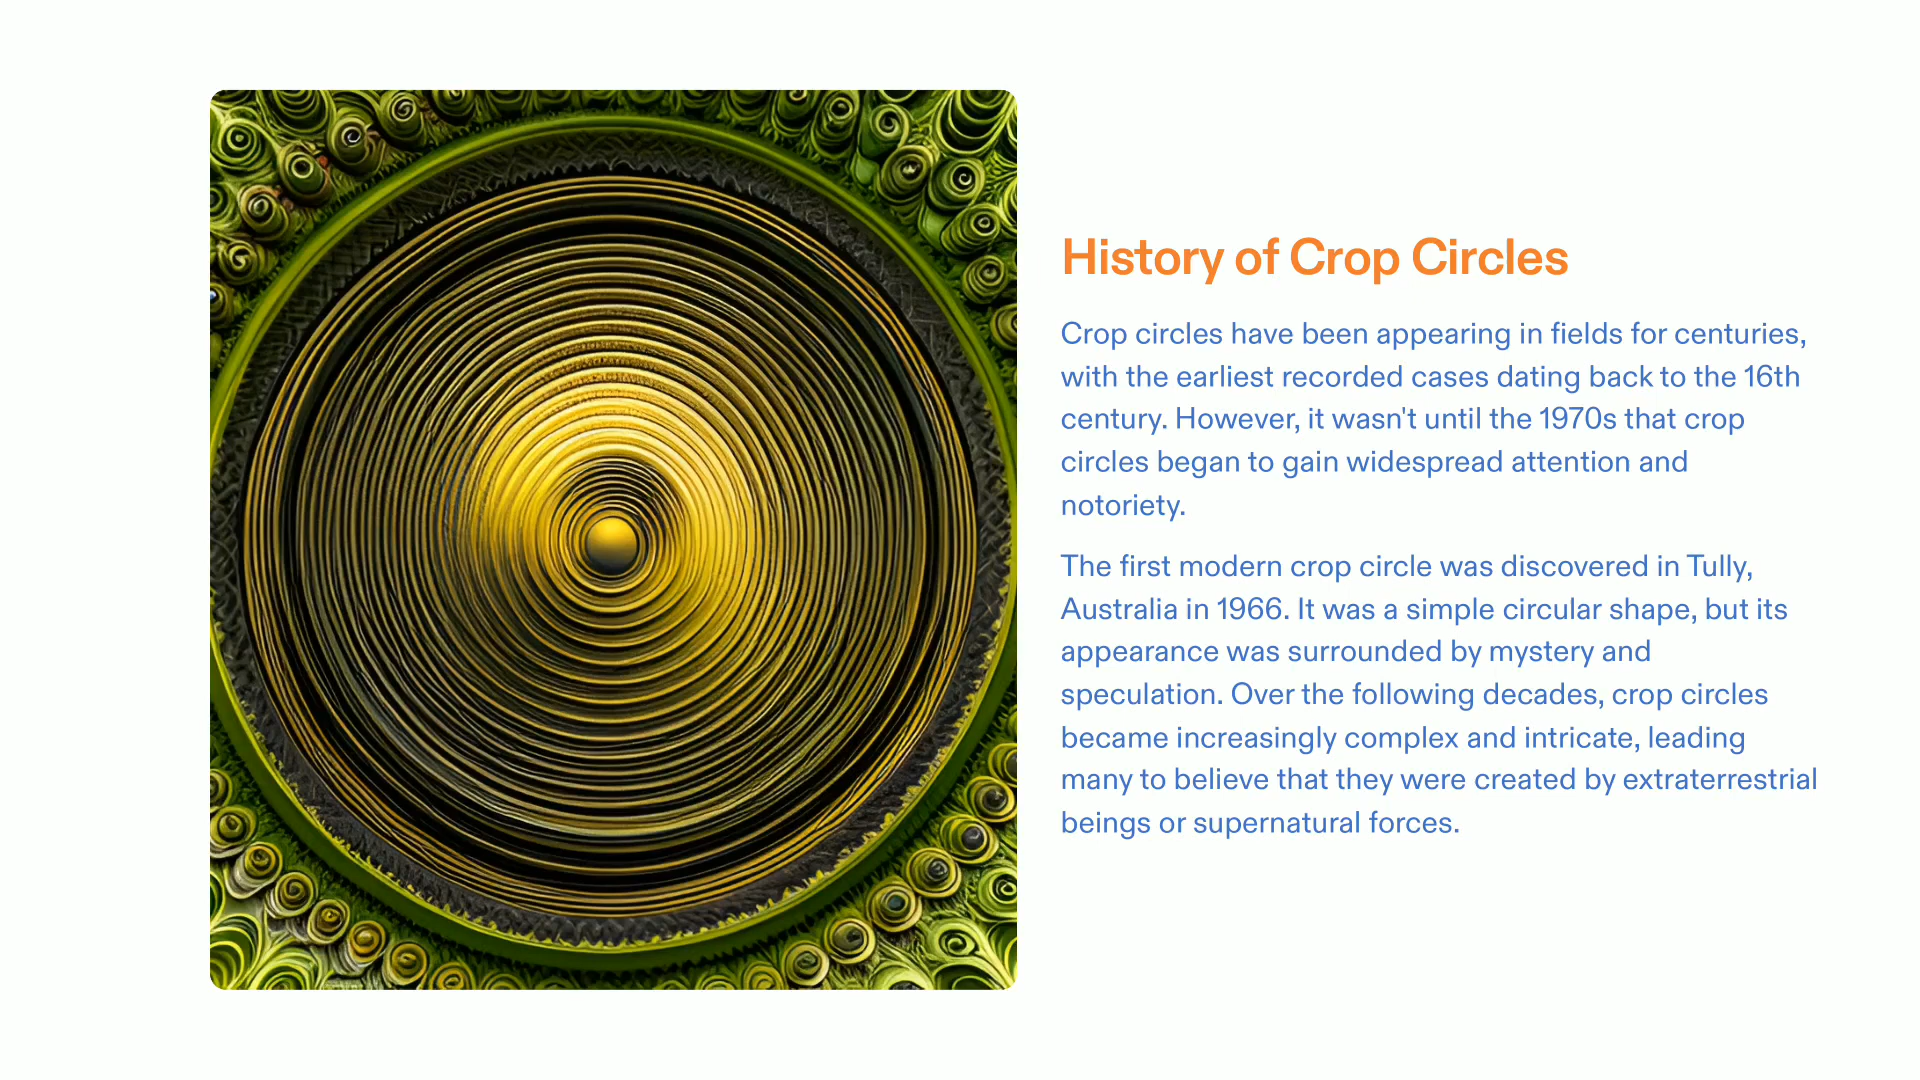 History of Crop Circles
Crop circles have been appearing in fields for centuries,
with the earliest recorded cases dating back to the 16th
century. However, it wasn't until the 1970s that crop
circles began to gain widespread attention and
notoriety.
The first modern crop circle was discovered in Tully,
Australia in 1966. It was a simple circular shape, but its
appearance was surrounded by mystery and
speculation. Over the following decades, crop circles
became increasingly complex and intricate, leading
many to believe that they were created by extraterrestrial
beings or supernatural forces.